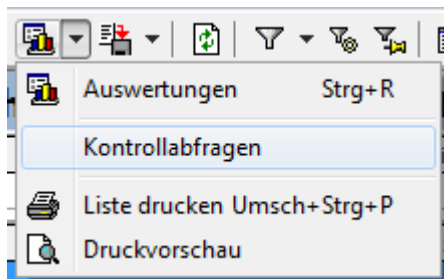 Auswertungen Strg+R
Kontrollabfragen
Liste drucken Umsch+Strg+P
Druckvorschau